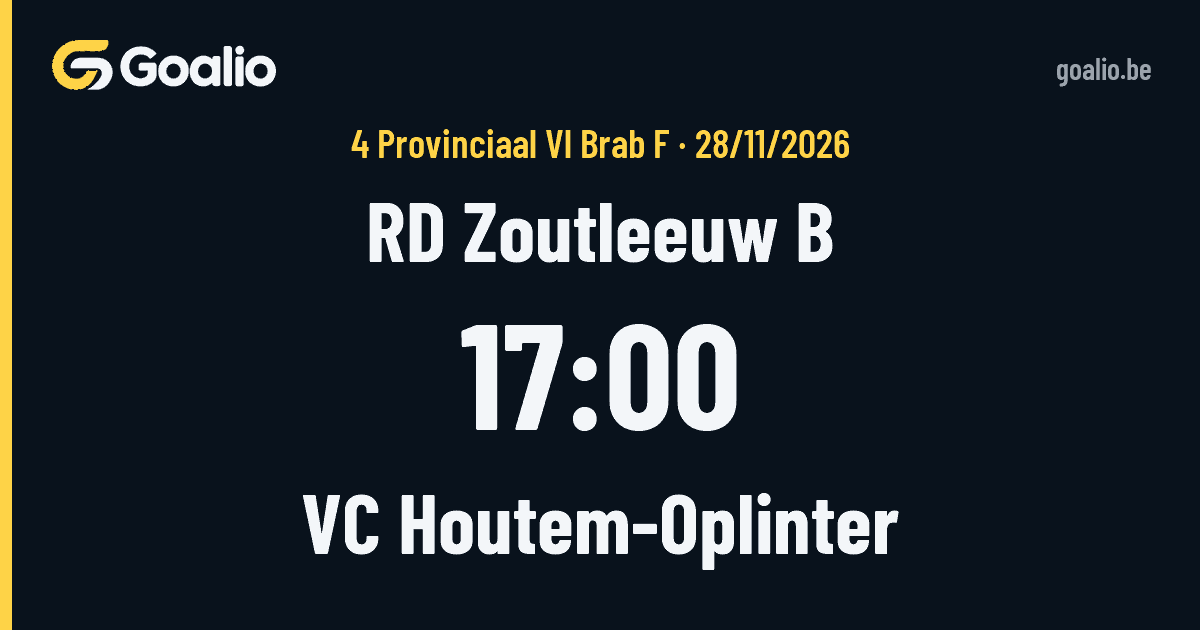 Goalio
goalio.be
4 Provinciaal Vl Brab F · 28/11/2026
RD Zoutleeuw B
17:00
VC Houtem-Oplinter